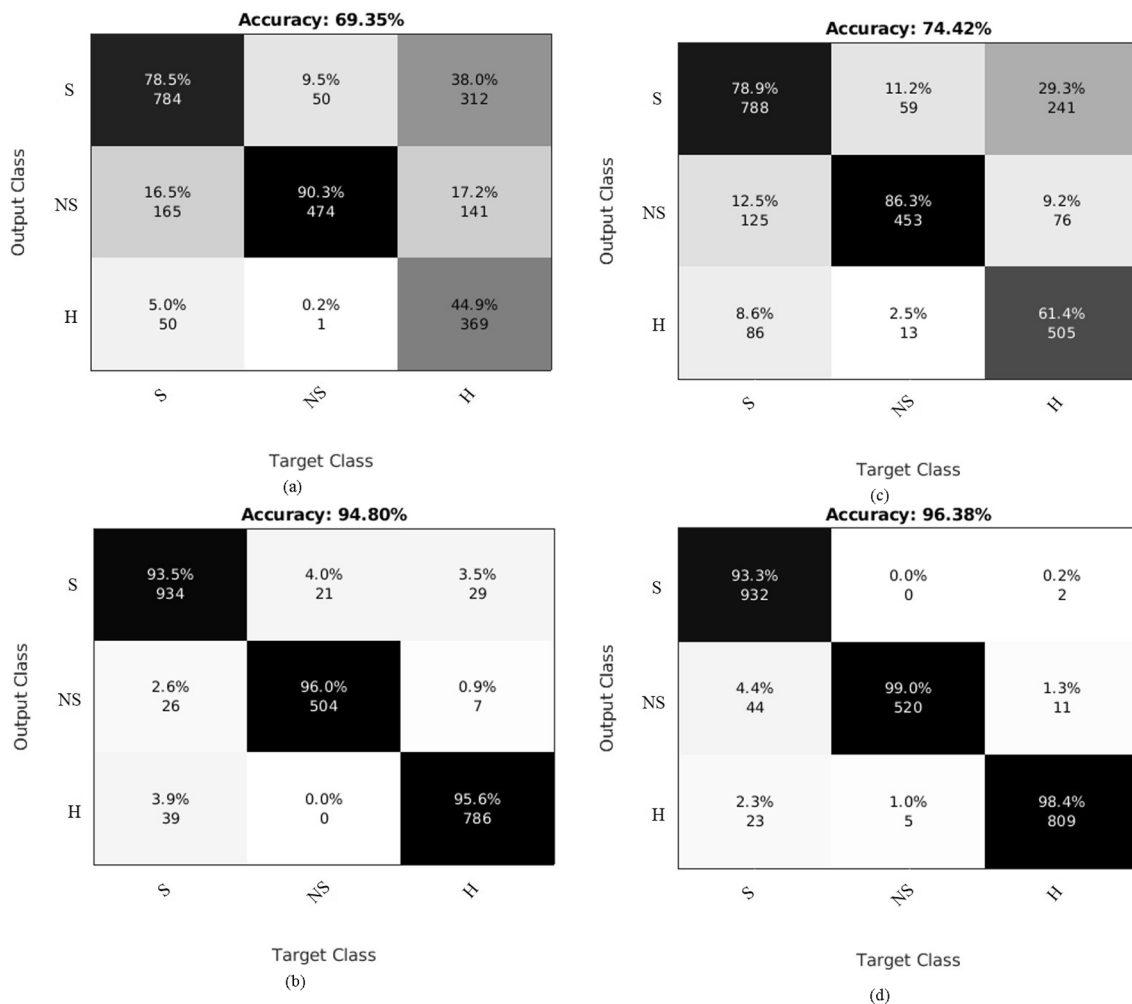 Accuracy: 69.35%
S
78.5%
784
9.5%
50
38.0%
312
NS
16.5%
165
90.3%
474
17.2%
141
H
5.0%
50
0.2%
1
44.9%
369
Output Class
S
NS
H
Target Class
(a)
Accuracy: 74.42%
S
78.9%
788
11.2%
59
29.3%
241
NS
12.5%
125
86.3%
453
9.2%
76
H
8.6%
86
2.5%
13
61.4%
505
Output Class
S
NS
H
Target Class
(c)
Accuracy: 94.80%
S
93.5%
934
4.0%
21
3.5%
29
NS
2.6%
26
96.0%
504
0.9%
7
H
3.9%
39
0.0%
0
95.6%
786
Output Class
S
NS
H
Target Class
(b)
Accuracy: 96.38%
S
93.3%
932
0.0%
0
0.2%
2
NS
4.4%
44
99.0%
520
1.3%
11
H
2.3%
23
1.0%
5
98.4%
809
Output Class
S
NS
H
Target Class
(d)